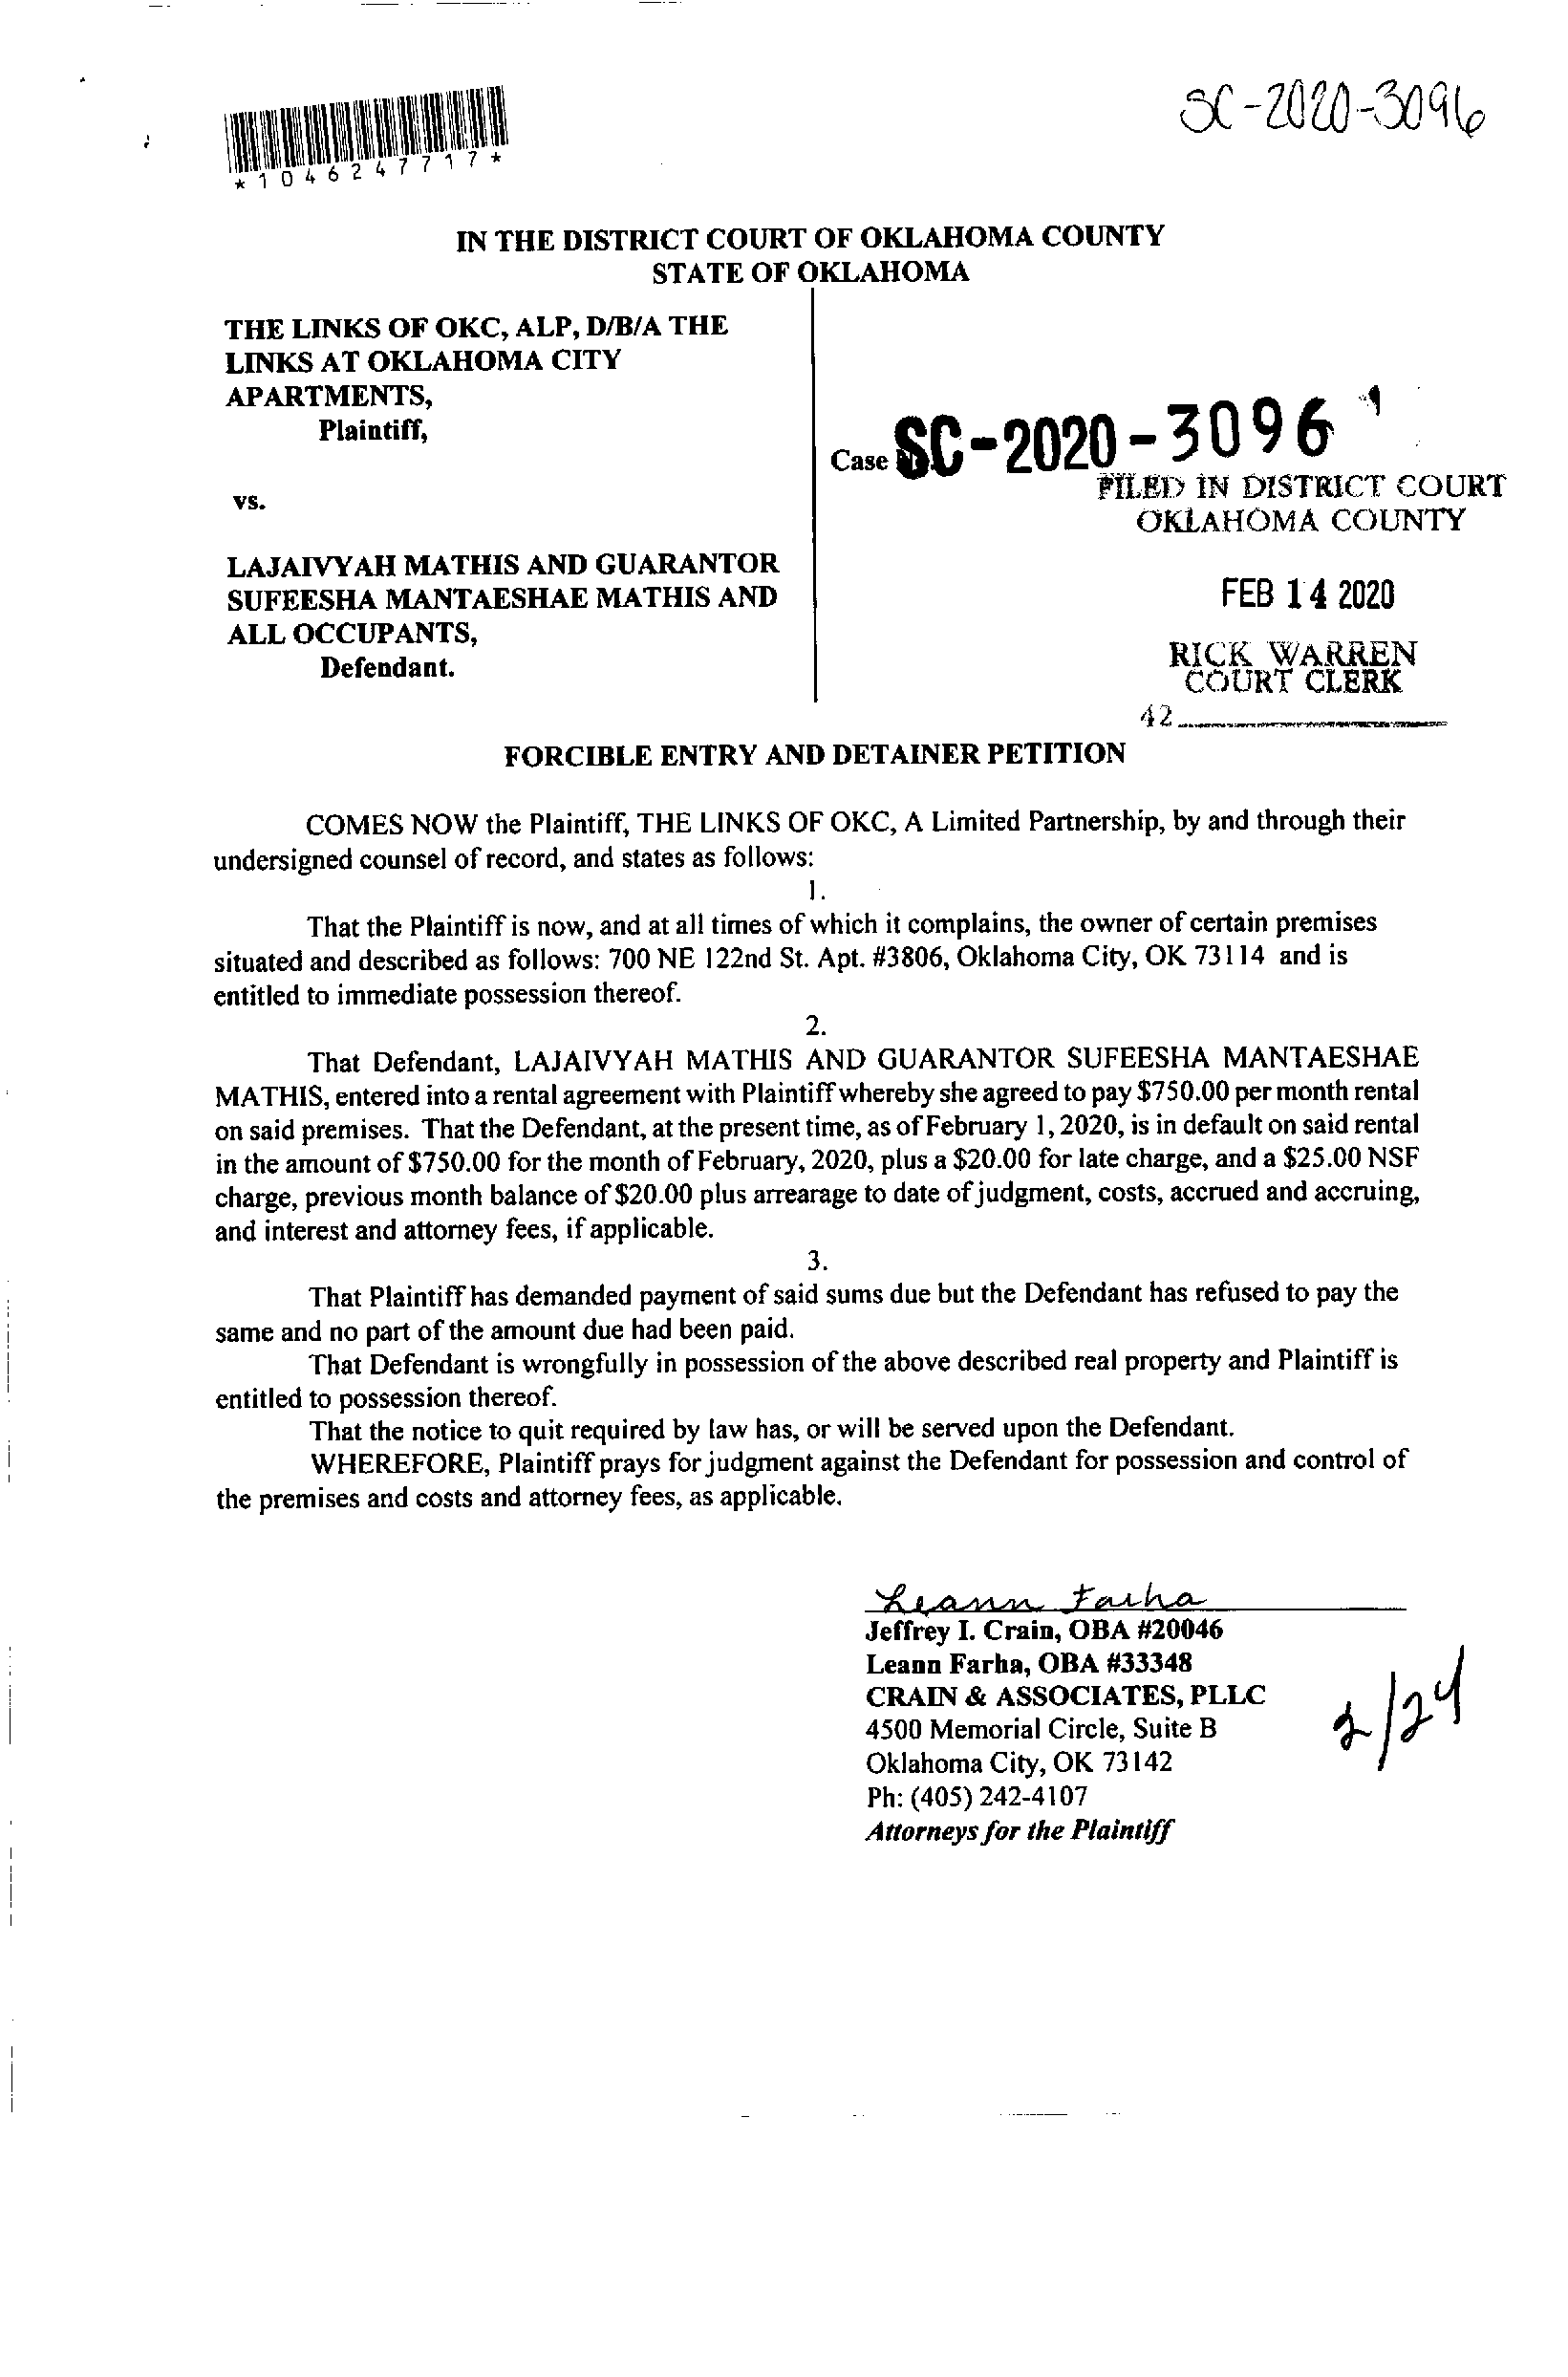 SC-2020-3096
*1046247717*
IN THE DISTRICT COURT OF OKLAHOMA COUNTY
STATE OF OKLAHOMA
THE LINKS OF OKC, ALP, D/B/A THE
LINKS AT OKLAHOMA CITY
APARTMENTS,
Plaintiff,
Case SC-2020-3096
vs.
FILED IN DISTRICT COURT
OKLAHOMA COUNTY
LAJAIVYAH MATHIS AND GUARANTOR
SUFEESHA MANTAESHAE MATHIS AND
ALL OCCUPANTS,
Defendant.
FEB 14 2020
RICK WARREN
COURT CLERK
42
FORCIBLE ENTRY AND DETAINER PETITION
COMES NOW the Plaintiff, THE LINKS OF OKC, A Limited Partnership, by and through their
undersigned counsel of record, and states as follows:
1.
That the Plaintiff is now, and at all times of which it complains, the owner of certain premises
situated and described as follows: 700 NE 122nd St. Apt. #3806, Oklahoma City, OK 73114 and is
entitled to immediate possession thereof.
2.
That Defendant, LAJAIVYAH MATHIS AND GUARANTOR SUFEESHA MANTAESHAE
MATHIS, entered into a rental agreement with Plaintiff whereby she agreed to pay $750.00 per month rental
on said premises. That the Defendant, at the present time, as of February 1, 2020, is in default on said rental
in the amount of $750.00 for the month of February, 2020, plus a $20.00 for late charge, and a $25.00 NSF
charge, previous month balance of $20.00 plus arrearage to date of judgment, costs, accrued and accruing,
and interest and attorney fees, if applicable.
3.
That Plaintiff has demanded payment of said sums due but the Defendant has refused to pay the
same and no part of the amount due had been paid.
That Defendant is wrongfully in possession of the above described real property and Plaintiff is
entitled to possession thereof.
That the notice to quit required by law has, or will be served upon the Defendant.
WHEREFORE, Plaintiff prays for judgment against the Defendant for possession and control of
the premises and costs and attorney fees, as applicable.
Leann Farha
Jeffrey I. Crain, OBA #20046
Leann Farha, OBA #33348
CRAIN & ASSOCIATES, PLLC
4500 Memorial Circle, Suite B
Oklahoma City, OK 73142
Ph: (405) 242-4107
Attorneys for the Plaintiff
2/24